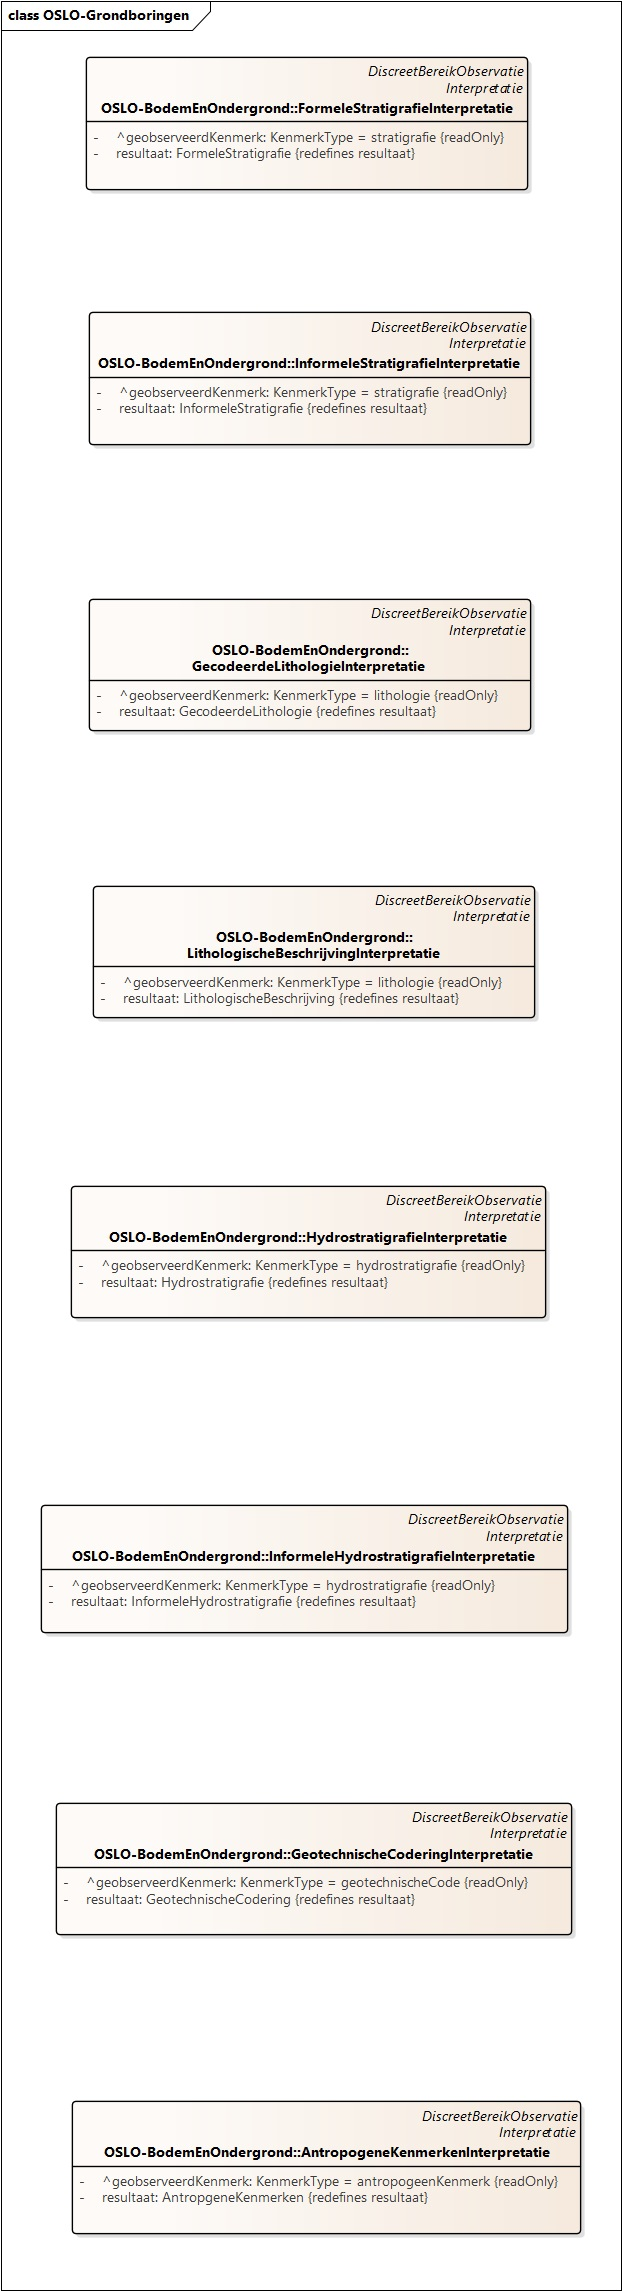 class OSLO-Grondboringen
DiscreetBereikObservatie
Interpretatie
OSLO-BodemEnOndergrond::FormeleStratigrafieInterpretatie
- ^geobserveerdKenmerk: KenmerkType = stratigrafie {readOnly}
- resultaat: FormeleStratigrafie {redefines resultaat}
DiscreetBereikObservatie
Interpretatie
OSLO-BodemEnOndergrond::InformeleStratigrafieInterpretatie
- ^geobserveerdKenmerk: KenmerkType = stratigrafie {readOnly}
- resultaat: InformeleStratigrafie {redefines resultaat}
DiscreetBereikObservatie
Interpretatie
OSLO-BodemEnOndergrond::
GecodeerdeLithologieInterpretatie
- ^geobserveerdKenmerk: KenmerkType = lithologie {readOnly}
- resultaat: GecodeerdeLithologie {redefines resultaat}
DiscreetBereikObservatie
Interpretatie
OSLO-BodemEnOndergrond::
LithologischeBeschrijvingInterpretatie
- ^geobserveerdKenmerk: KenmerkType = lithologie {readOnly}
- resultaat: LithologischeBeschrijving {redefines resultaat}
DiscreetBereikObservatie
Interpretatie
OSLO-BodemEnOndergrond::HydrostratigrafieInterpretatie
- ^geobserveerdKenmerk: KenmerkType = hydrostratigrafie {readOnly}
- resultaat: Hydrostratigrafie {redefines resultaat}
DiscreetBereikObservatie
Interpretatie
OSLO-BodemEnOndergrond::InformeleHydrostratigrafieInterpretatie
- ^geobserveerdKenmerk: KenmerkType = hydrostratigrafie {readOnly}
- resultaat: InformeleHydrostratigrafie {redefines resultaat}
DiscreetBereikObservatie
Interpretatie
OSLO-BodemEnOndergrond::GeotechnischeCoderingInterpretatie
- ^geobserveerdKenmerk: KenmerkType = geotechnischeCode {readOnly}
- resultaat: GeotechnischeCodering {redefines resultaat}
DiscreetBereikObservatie
Interpretatie
OSLO-BodemEnOndergrond::AntropogeneKenmerkenInterpretatie
- ^geobserveerdKenmerk: KenmerkType = antropogeenKenmerk {readOnly}
- resultaat: AntropgeneKenmerken {redefines resultaat}